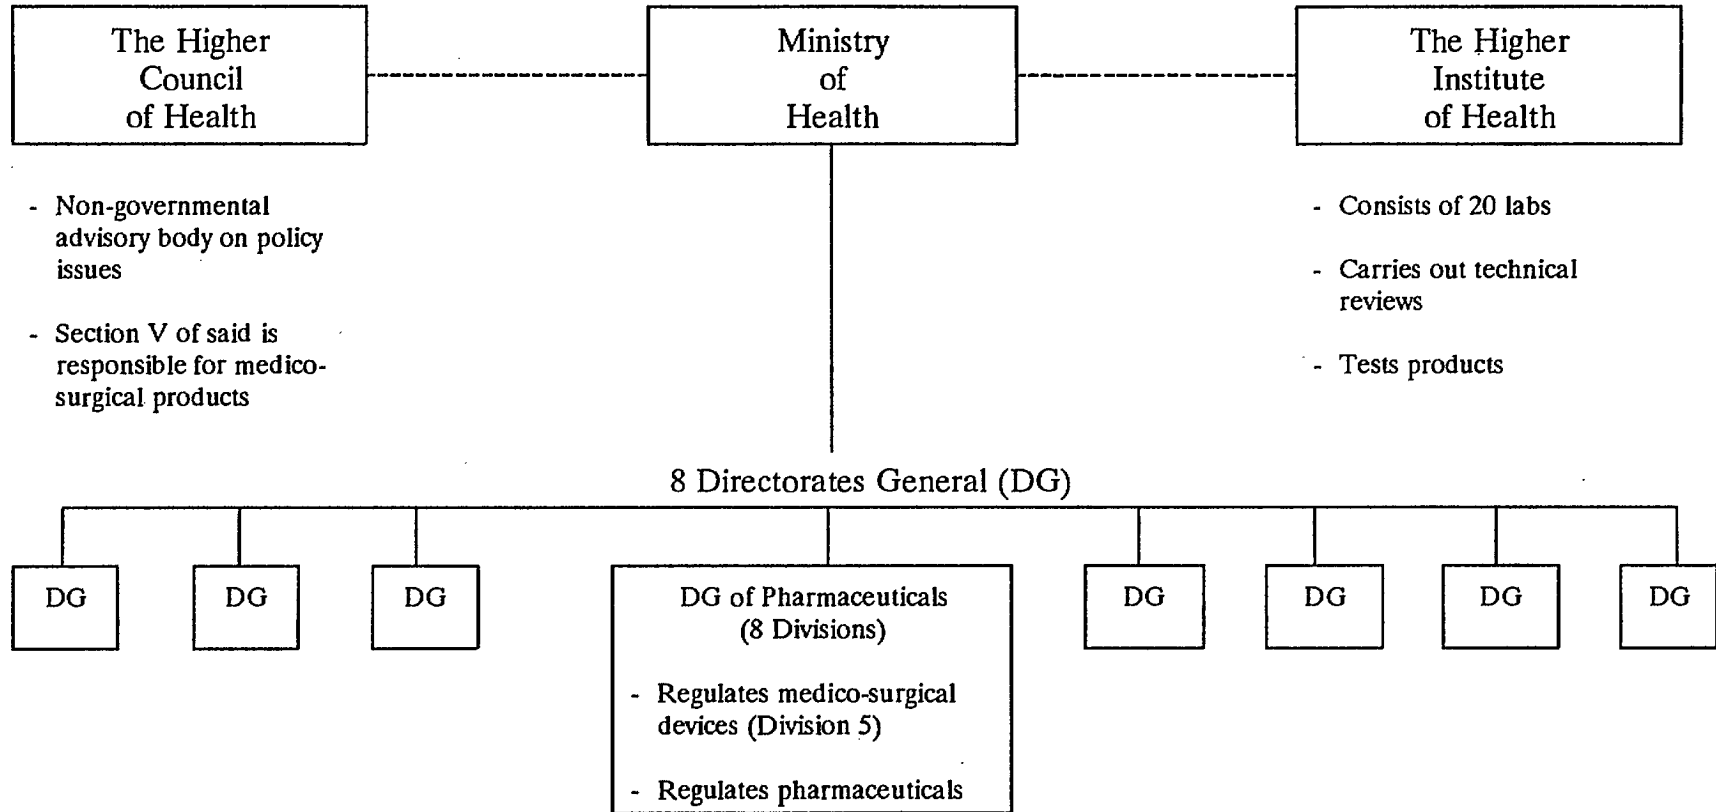 The Higher
Council
of Health
Ministry
of
Health
The Higher
Institute
of Health
- Non-governmental
advisory body on policy
issues
- Section V of said is
responsible for medico-
surgical products
- Consists of 20 labs
- Carries out technical
reviews
- Tests products
8 Directorates General (DG)
DG
DG
DG
DG of Pharmaceuticals
(8 Divisions)
- Regulates medico-surgical
devices (Division 5)
- Regulates pharmaceuticals
DG
DG
DG
DG